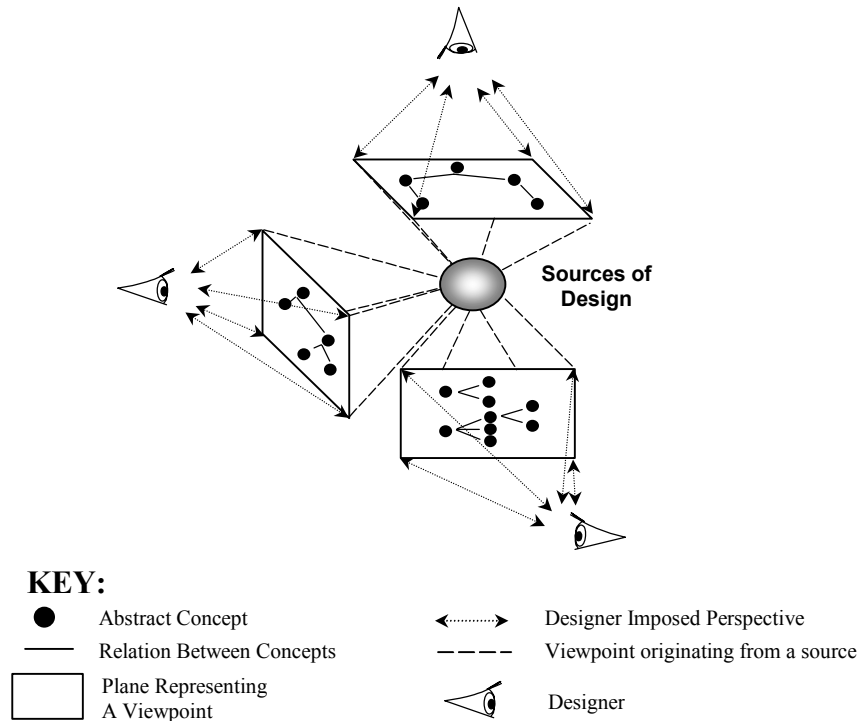 Sources of
Design
KEY:
Abstract Concept
Designer Imposed Perspective
Relation Between Concepts
Viewpoint originating from a source
Plane Representing
A Viewpoint
Designer